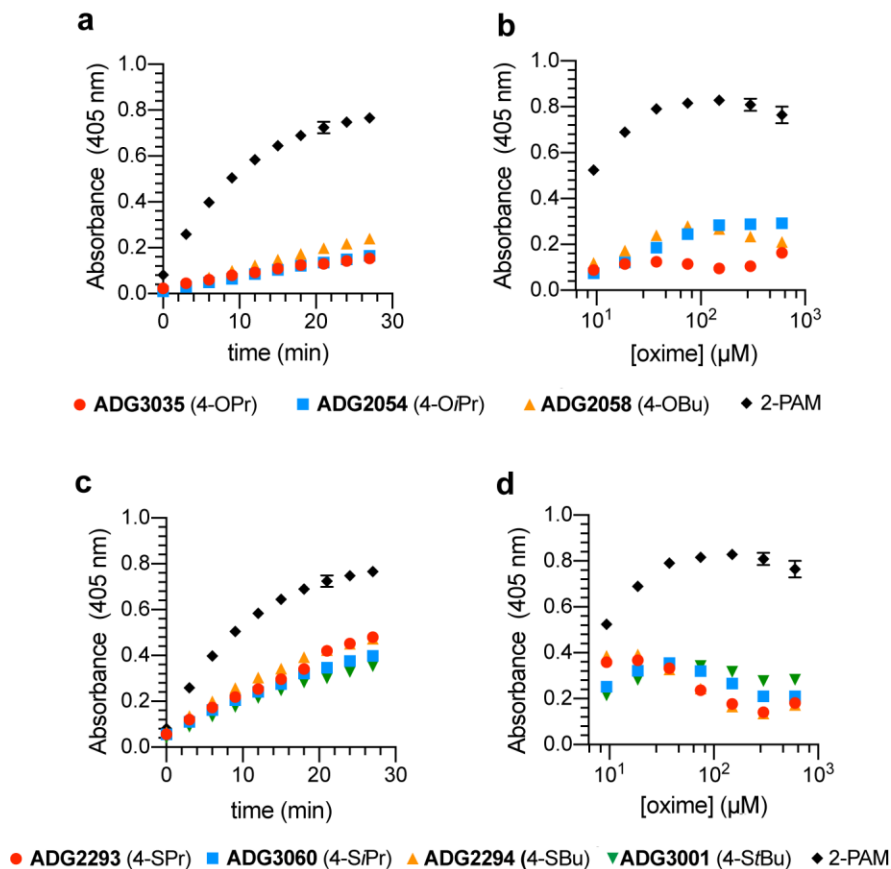 a
b
1.0
0.8
0.6
0.4
0.2
0.0
Absorbance (405 nm)
0 10 20 30
time (min)
1.0
0.8
0.6
0.4
0.2
0.0
Absorbance (405 nm)
10¹ 10² 10³
[oxime] (µM)
ADG3035 (4-OPr) ADG2054 (4-OiPr) ADG2058 (4-OBu) 2-PAM
c
d
1.0
0.8
0.6
0.4
0.2
0.0
Absorbance (405 nm)
0 10 20 30
time (min)
1.0
0.8
0.6
0.4
0.2
0.0
Absorbance (405 nm)
10¹ 10² 10³
[oxime] (µM)
ADG2293 (4-SPr) ADG3060 (4-SiPr) ADG2294 (4-SBu) ADG3001 (4-StBu) 2-PAM